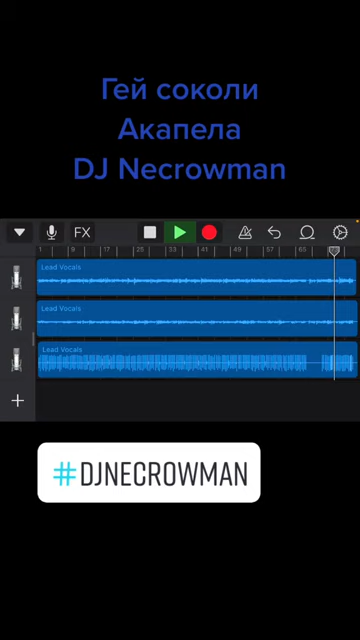 Гей соколи
Акапела
DJ Necrowman
FX
1 9 17 25 33 41 49 57 65
Lead Vocals
Lead Vocals
Lead Vocals
#DJNECROWMAN